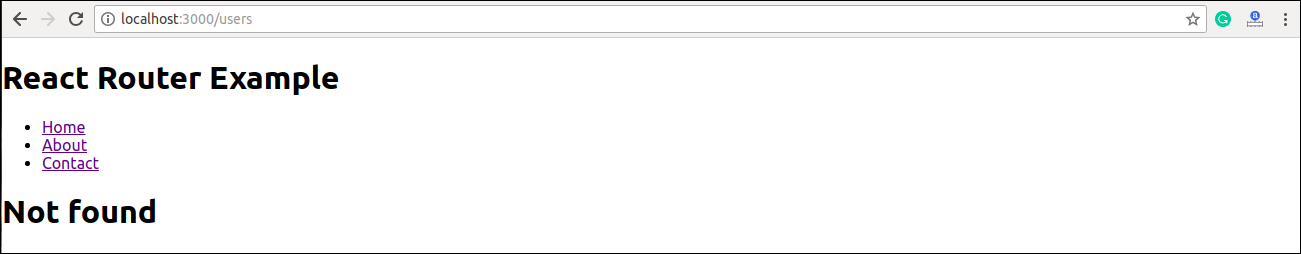 localhost:3000/users
React Router Example
Home
About
Contact
Not found